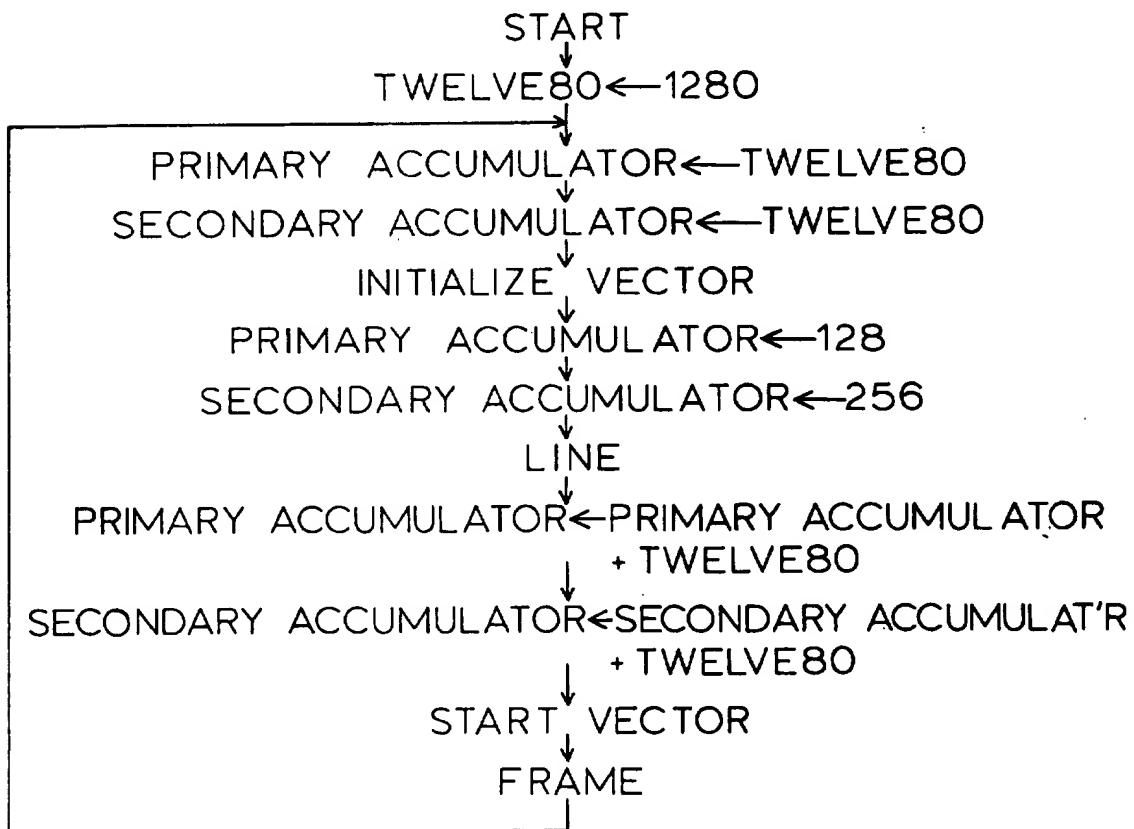 START
TWELVE80←1280
PRIMARY ACCUMULATOR←TWELVE80
SECONDARY ACCUMULATOR←TWELVE80
INITIALIZE VECTOR
PRIMARY ACCUMULATOR←128
SECONDARY ACCUMULATOR←256
LINE
PRIMARY ACCUMULATOR←PRIMARY ACCUMULATOR
+ TWELVE80
SECONDARY ACCUMULATOR←SECONDARY ACCUMULAT'R
+ TWELVE80
START VECTOR
FRAME